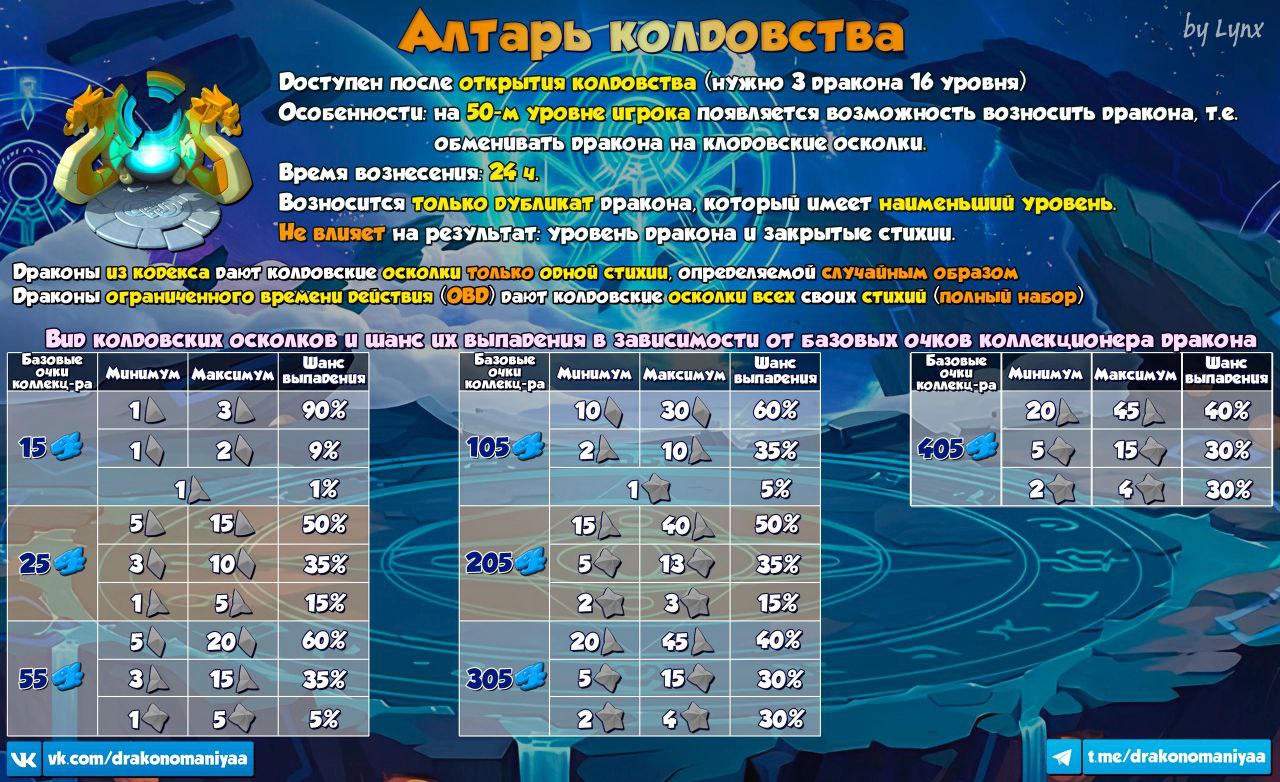 Алтарь колдовства
by Lynx
Доступен после открытия колдовства (нужно 3 дракона 16 уровня)
Особенности: на 50-м уровне игрока появляется возможность возносить дракона, т.е.
обменивать дракона на клодовские осколки.
Время вознесения: 24 ч.
Возносится только дубликат дракона, который имеет наименьший уровень.
Не влияет на результат: уровень дракона и закрытые стихии.
Драконы из кодекса дают колдовские осколки только одной стихии, определяемой случайным образом
Драконы ограниченного времени действия (ОВD) дают колдовские осколки всех своих стихий (полный набор)
Вид колдовских осколков и шанс их выпадения в зависимости от базовых очков коллекционера дракона
Базовые очки коллекц-ра Минимум Максимум Шанс выпадения
15
1 3 90%
1 2 9%
1 1%
25
5 15 50%
3 10 35%
1 5 15%
55
5 20 60%
3 15 35%
1 5 5%
Базовые очки коллекц-ра Минимум Максимум Шанс выпадения
105
10 30 60%
2 10 35%
1 5%
205
15 40 50%
5 13 35%
2 3 15%
305
20 45 40%
5 15 30%
2 4 30%
Базовые очки коллекц-ра Минимум Максимум Шанс выпадения
405
20 45 40%
5 15 30%
2 4 30%
vk.com/drakonomaniyaa
t.me/drakonomaniyaa